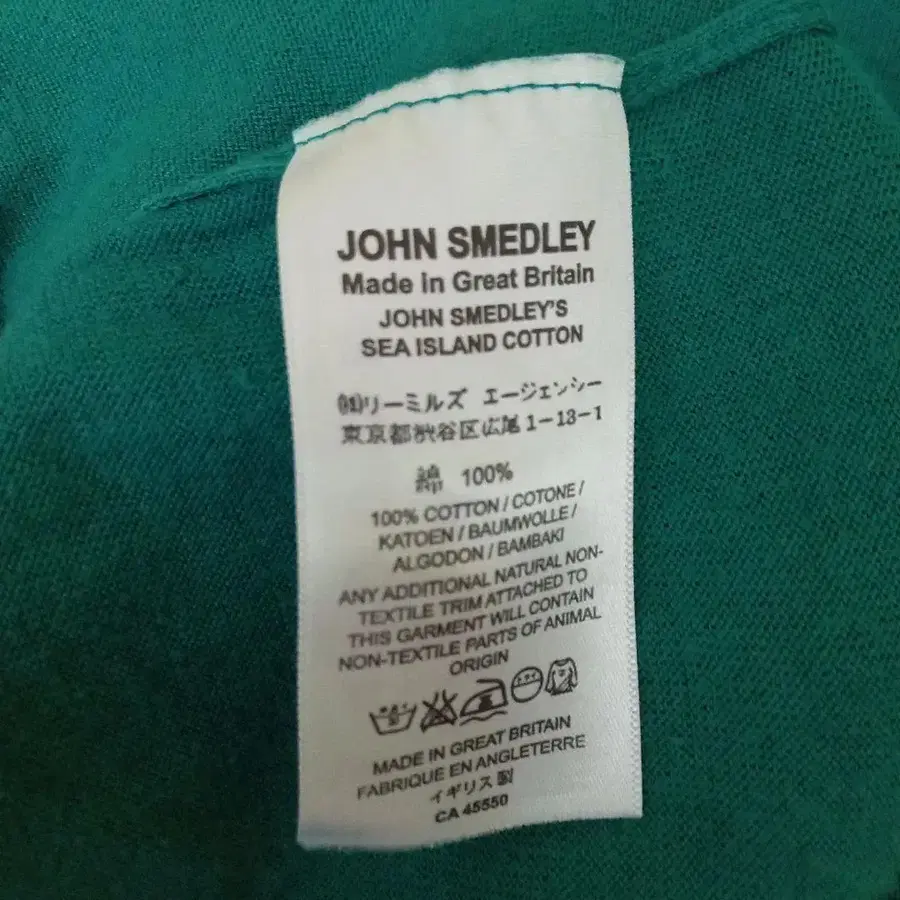 JOHN SMEDLEY
Made in Great Britain
JOHN SMEDLEY'S
SEA ISLAND COTTON
㈱リーミルズ エージェンシー
東京都渋谷区広尾1-13-1
綿 100%
100% COTTON / COTONE /
KATOEN / BAUMWOLLE /
ALGODON / BAMBAKI
ANY ADDITIONAL NATURAL NON-
TEXTILE TRIM ATTACHED TO
THIS GARMENT WILL CONTAIN
NON-TEXTILE PARTS OF ANIMAL
ORIGIN
MADE IN GREAT BRITAIN
FABRIQUE EN ANGLETERRE
イギリス製
CA 45550